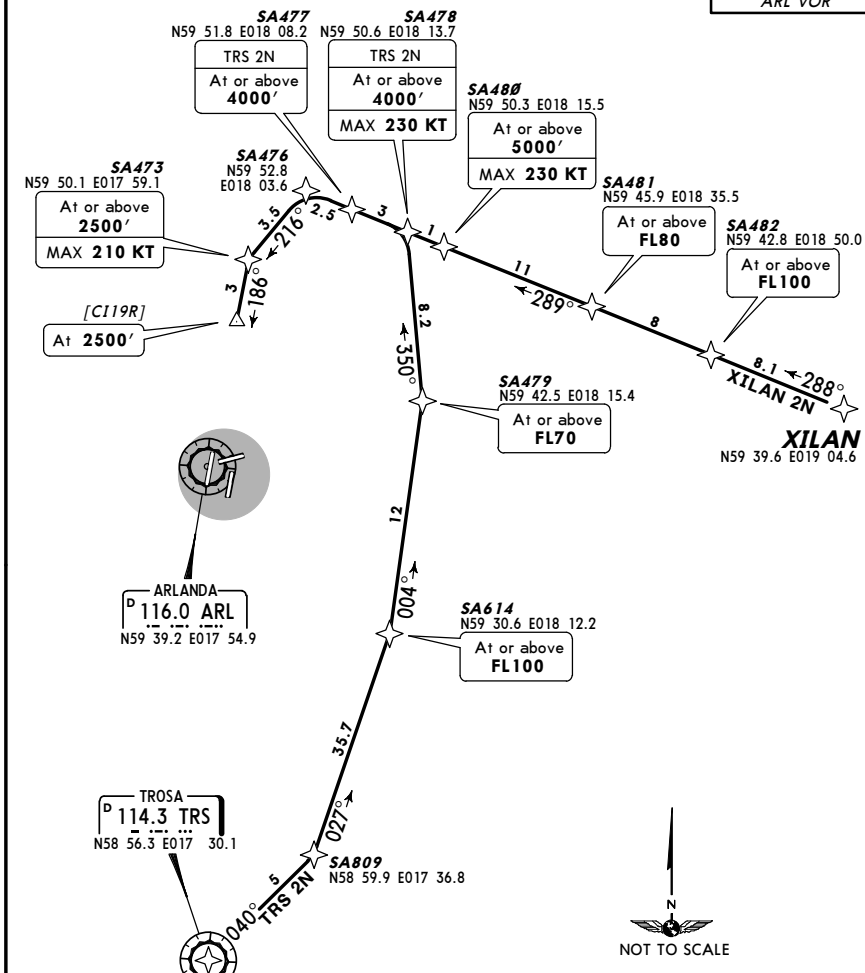 ARL VOR
SA477
N59 51.8 E018 08.2
TRS 2N
At or above
4000'
SA478
N59 50.6 E018 13.7
TRS 2N
At or above
4000'
MAX 230 KT
SA480
N59 50.3 E018 15.5
At or above
5000'
MAX 230 KT
SA473
N59 50.1 E017 59.1
At or above
2500'
MAX 210 KT
SA476
N59 52.8
E018 03.6
SA481
N59 45.9 E018 35.5
At or above
FL80
SA482
N59 42.8 E018 50.0
At or above
FL100
3.5
216°
2.5
3
1
11
289°
8
8.1
288°
XILAN 2N
XILAN
N59 39.6 E019 04.6
3
186°
[CI19R]
At 2500'
8.2
350°
SA479
N59 42.5 E018 15.4
At or above
FL70
12
004°
ARLANDA
D 116.0 ARL
N59 39.2 E017 54.9
SA614
N59 30.6 E018 12.2
At or above
FL100
35.7
027°
TROSA
D 114.3 TRS
N58 56.3 E017 30.1
SA809
N58 59.9 E017 36.8
5
040°
TRS 2N
N
NOT TO SCALE